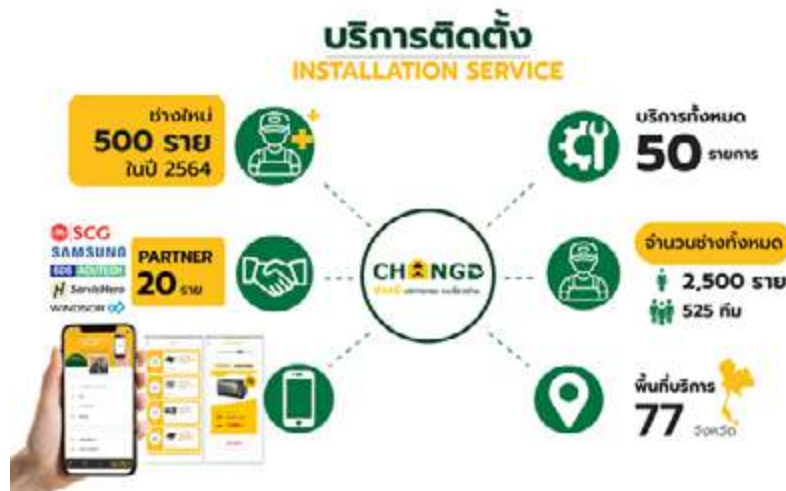 บริการติดตั้ง
INSTALLATION SERVICE
ช่างใหม่
500 ราย
ในปี 2564
บริการทั้งหมด
50 รายการ
SCG
SAMSUNG
PARTNER
20 ราย
WINDSOR
CHANGD
จำนวนช่างทั้งหมด
2,500 ราย
525 ทีม
พื้นที่บริการ
77 จังหวัด